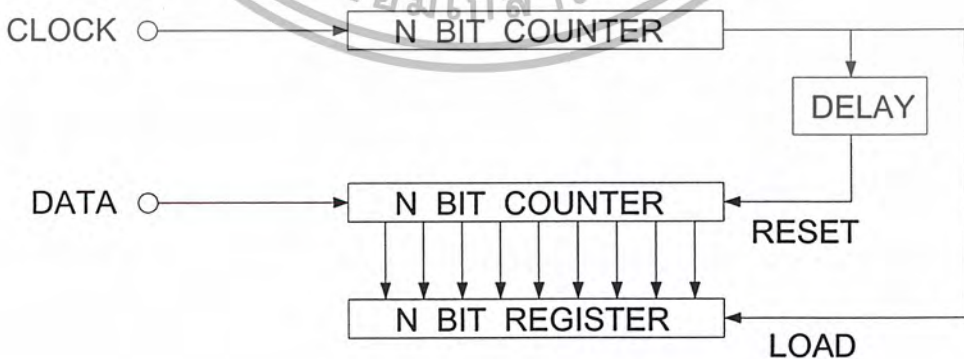 CLOCK
N BIT COUNTER
DELAY
DATA
N BIT COUNTER
RESET
N BIT REGISTER
LOAD